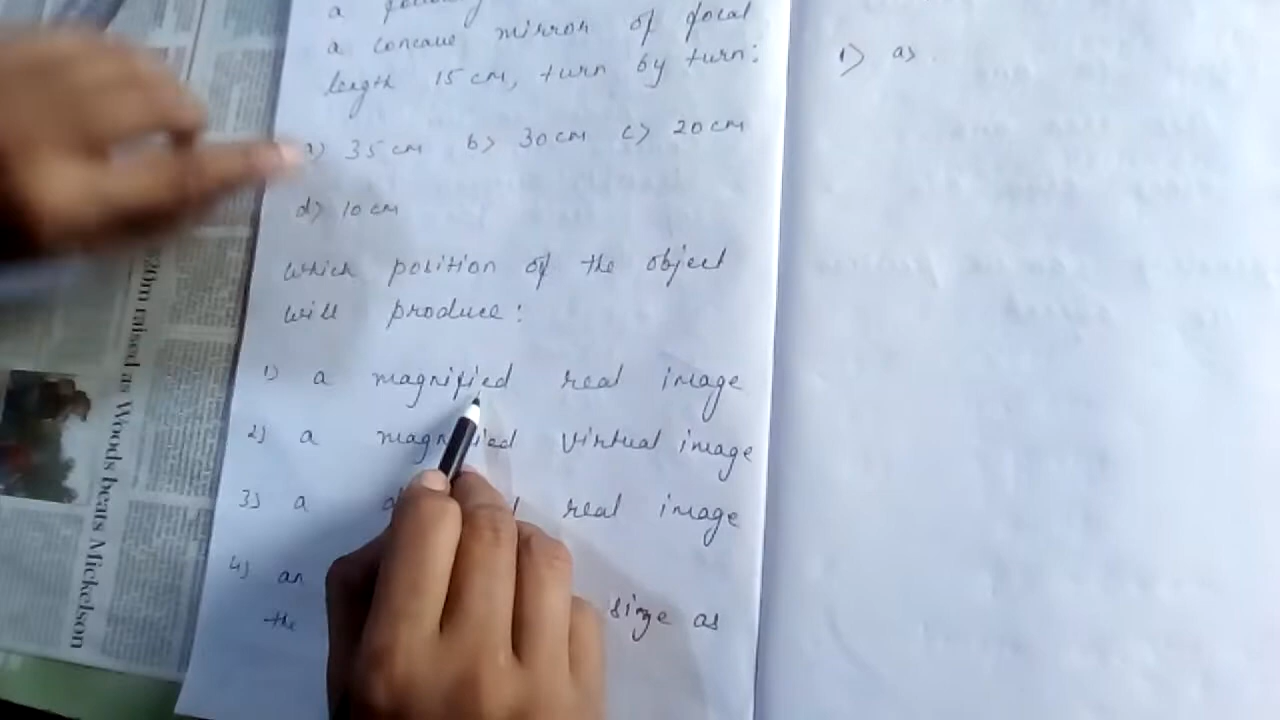 a
a concave mirror of focal
length 15 cm, turn by turn:
a) 35 cm b) 30 cm c) 20 cm
d) 10 cm
which position of the object
will produce:
1) a magnified real image
2) a magnified virtual image
3) a real image
4) an
the size as
1) as
$20m raised as Woods beats Mickelson